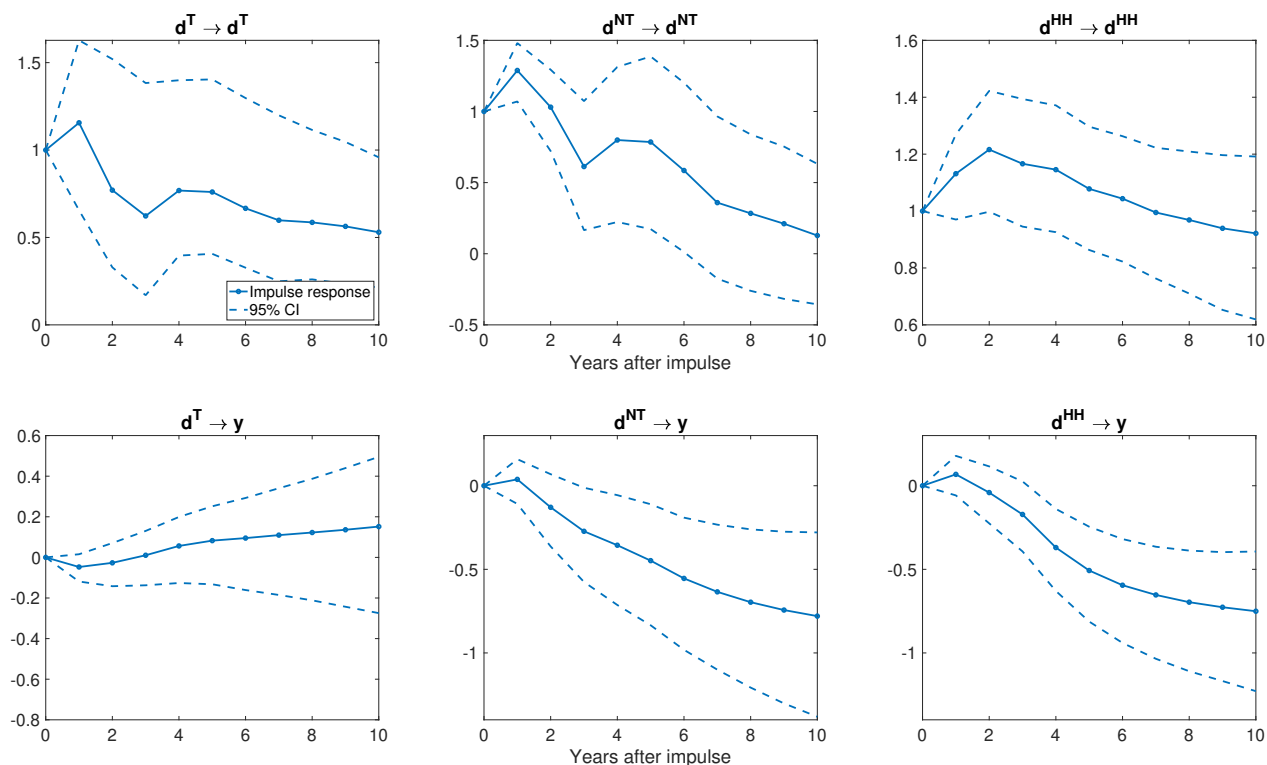 d^T → d^T
1.5
1
0.5
0
0 2 4 6 8 10
Impulse response
95% CI
d^NT → d^NT
1.5
1
0.5
0
-0.5
0 2 4 6 8 10
Years after impulse
d^HH → d^HH
1.6
1.4
1.2
1
0.8
0.6
0 2 4 6 8 10
d^T → y
0.6
0.4
0.2
0
-0.2
-0.4
-0.6
-0.8
0 2 4 6 8 10
d^NT → y
0
-0.5
-1
0 2 4 6 8 10
Years after impulse
d^HH → y
0
-0.5
-1
0 2 4 6 8 10